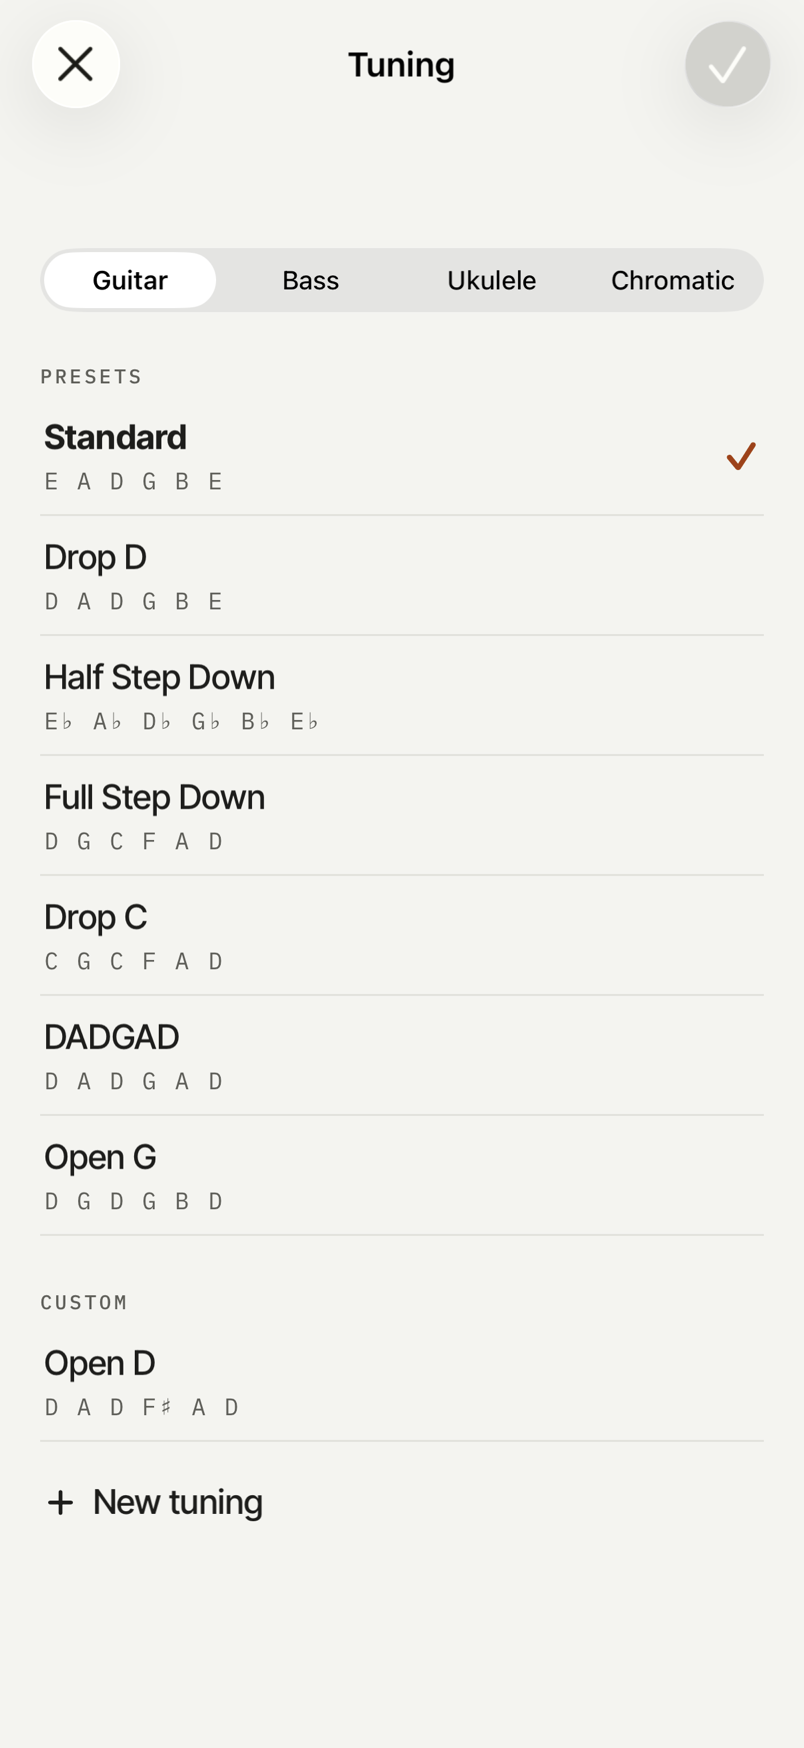 Tuning
Guitar Bass Ukulele Chromatic
PRESETS
Standard
E A D G B E
Drop D
D A D G B E
Half Step Down
E♭ A♭ D♭ G♭ B♭ E♭
Full Step Down
D G C F A D
Drop C
C G C F A D
DADGAD
D A D G A D
Open G
D G D G B D
CUSTOM
Open D
D A D F♯ A D
+ New tuning